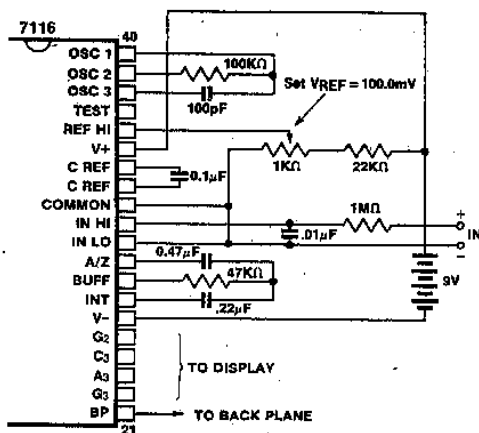 7116
40
OSC 1
OSC 2
100KΩ
OSC 3
100pF
Set VREF = 100.0mV
TEST
REF HI
V+
1KΩ
22KΩ
C REF
0.1μF
C REF
COMMON
1MΩ
IN HI
+
.01μF
IN
IN LO
−
A/Z
0.47μF
BUFF
47KΩ
9V
INT
.22μF
V−
G2
C3
TO DISPLAY
A3
G3
BP
TO BACK PLANE
21